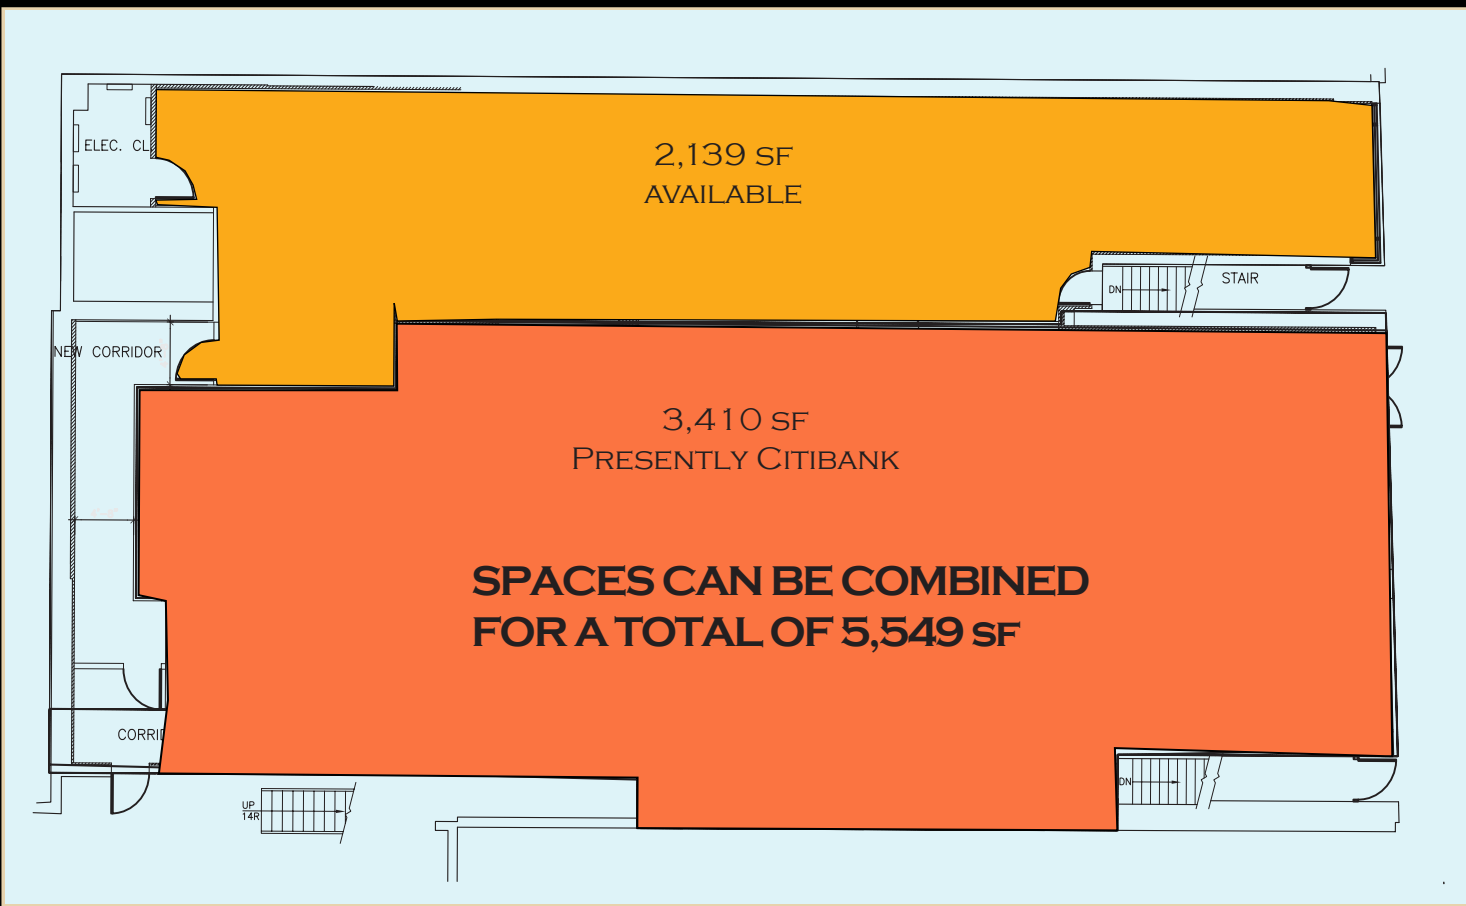 2,139 SF
AVAILABLE
ELEC. CL
STAIR
DN
NEW CORRIDOR
3,410 SF
PRESENTLY CITIBANK
SPACES CAN BE COMBINED
FOR A TOTAL OF 5,549 SF
CORRID
DN
UP
14R